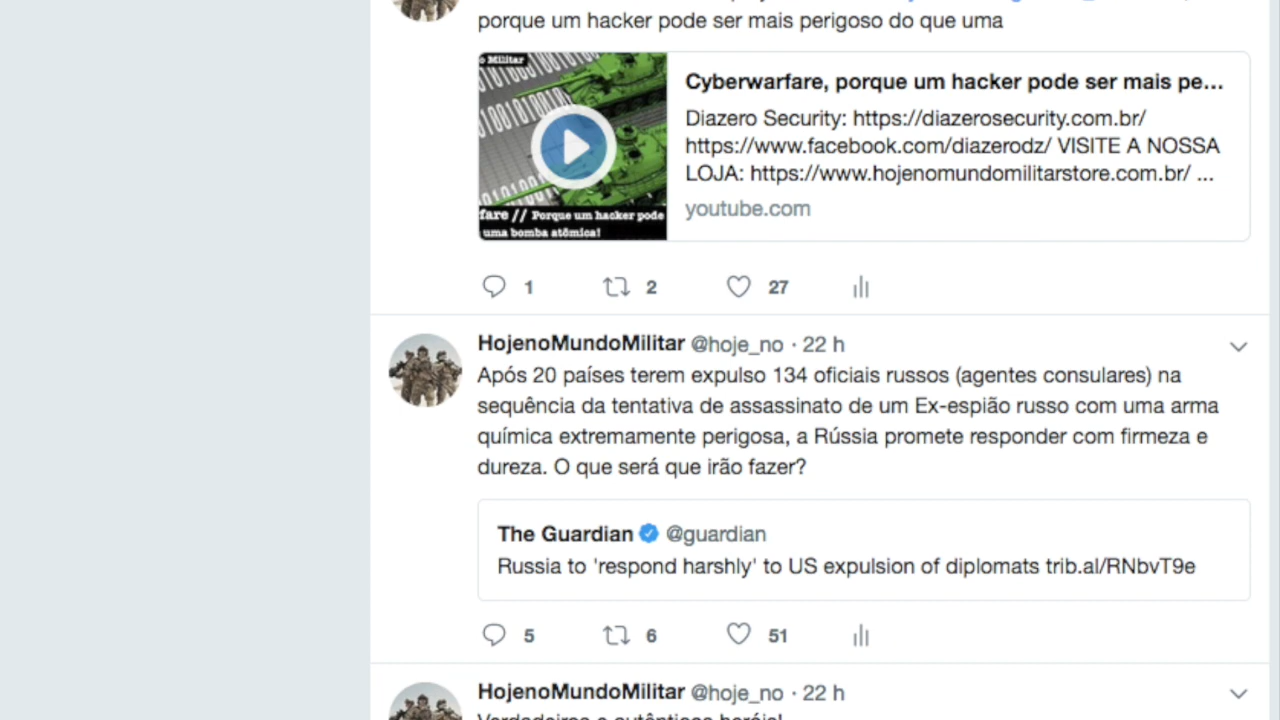 porque um hacker pode ser mais perigoso do que uma
o Militar
Cyberwarfare, porque um hacker pode ser mais pe...
Diazero Security: https://diazerosecurity.com.br/
https://www.facebook.com/diazerodz/ VISITE A NOSSA
LOJA: https://www.hojenomundomilitarstore.com.br/ ...
youtube.com
fare // Porque um hacker pode
uma bomba atômica!
1 2 27
HojenoMundoMilitar @hoje_no · 22 h
Após 20 países terem expulso 134 oficiais russos (agentes consulares) na
sequência da tentativa de assassinato de um Ex-espião russo com uma arma
química extremamente perigosa, a Rússia promete responder com firmeza e
dureza. O que será que irão fazer?
The Guardian @guardian
Russia to 'respond harshly' to US expulsion of diplomats trib.al/RNbvT9e
5 6 51
HojenoMundoMilitar @hoje_no · 22 h
Verdadeiros e autênticos heróis!